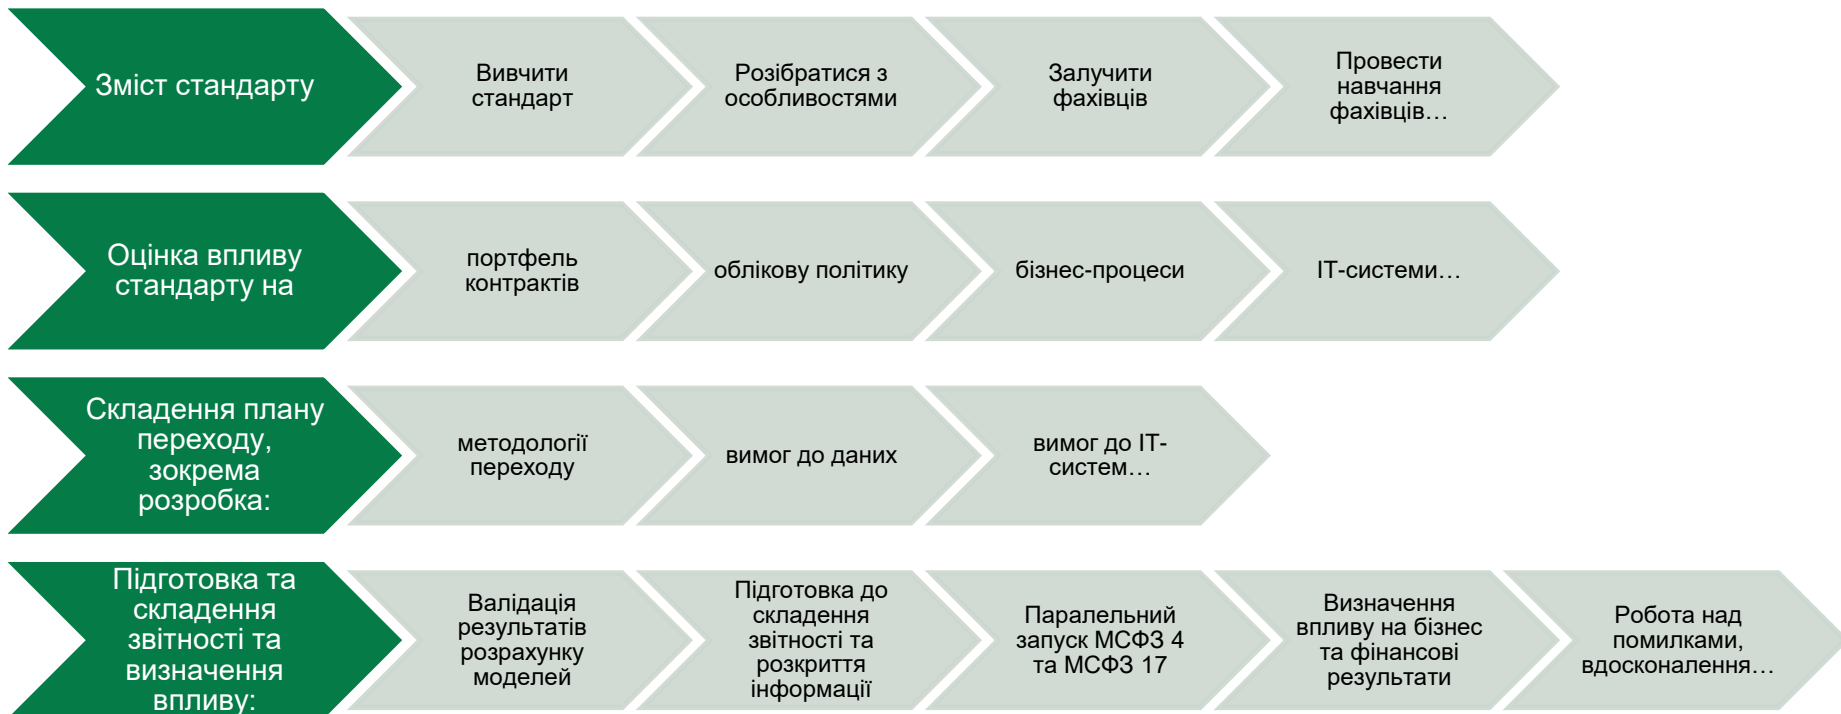 Зміст стандарту
Вивчити
стандарт
Розібратися з
особливостями
Залучити
фахівців
Провести
навчання
фахівців…
Оцінка впливу
стандарту на
портфель
контрактів
облікову політику
бізнес-процеси
ІТ-системи…
Складення плану
переходу,
зокрема
розробка:
методології
переходу
вимог до даних
вимог до ІТ-
систем…
Підготовка та
складення
звітності та
визначення
впливу:
Валідація
результатів
розрахунку
моделей
Підготовка до
складення
звітності та
розкриття
інформації
Паралельний
запуск МСФЗ 4
та МСФЗ 17
Визначення
впливу на бізнес
та фінансові
результати
Робота над
помилками,
вдосконалення…